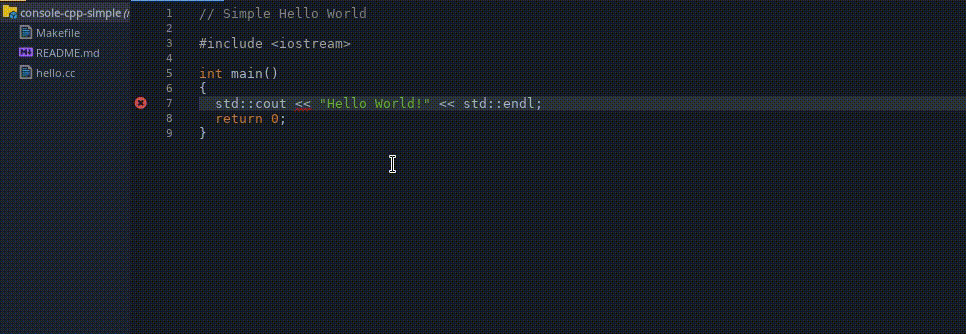 console-cpp-simple
Makefile
README.md
hello.cc
1 // Simple Hello World
2
3 #include <iostream>
4
5 int main()
6 {
7 std::cout << "Hello World!" << std::endl;
8 return 0;
9 }